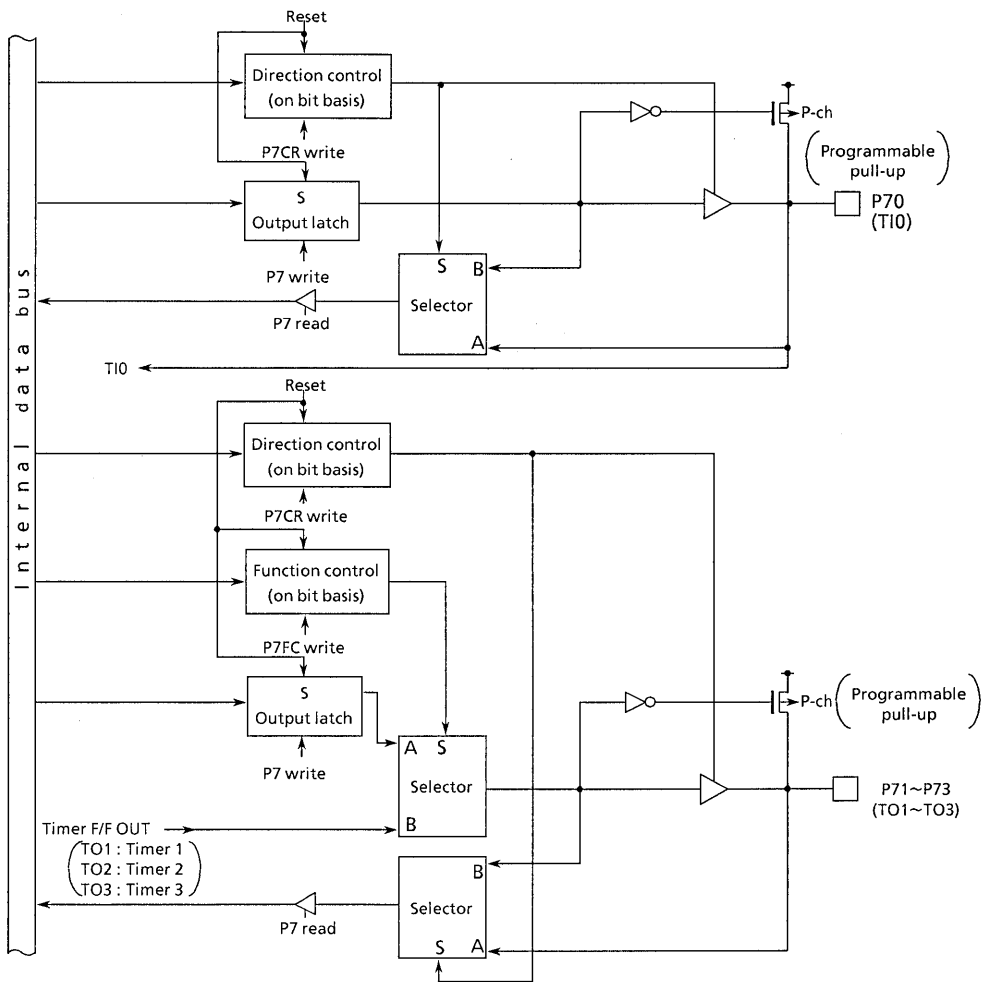 Reset
Direction control
(on bit basis)
P7CR write
S
Output latch
P7 write
P7 read
S
B
Selector
A
P-ch
(Programmable
pull-up)
P70
(TI0)
TI0
Internal data bus
Reset
Direction control
(on bit basis)
P7CR write
Function control
(on bit basis)
P7FC write
S
Output latch
P7 write
A S
Selector
B
Timer F/F OUT
(TO1 : Timer 1
TO2 : Timer 2
TO3 : Timer 3)
P7 read
B
Selector
S A
P-ch
(Programmable
pull-up)
P71~P73
(TO1~TO3)